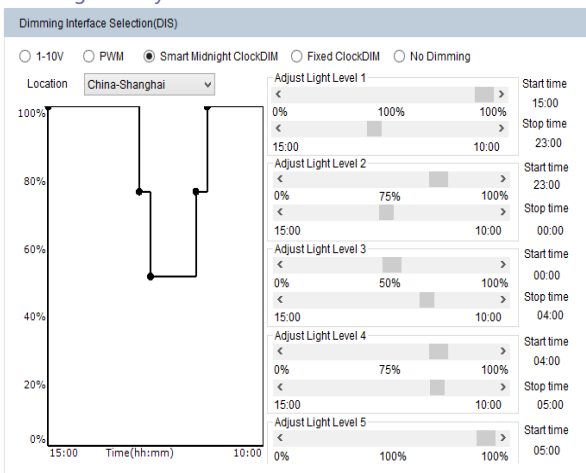 Dimming Interface Selection(DIS)
1-10V PWM Smart Midnight ClockDIM Fixed ClockDIM No Dimming
Location China-Shanghai
100%
80%
60%
40%
20%
0%
15:00 Time(hh:mm) 10:00
Adjust Light Level 1
0% 100% 100%
15:00 10:00
Start time
15:00
Stop time
23:00
Adjust Light Level 2
0% 75% 100%
15:00 10:00
Start time
23:00
Stop time
00:00
Adjust Light Level 3
0% 50% 100%
15:00 10:00
Start time
00:00
Stop time
04:00
Adjust Light Level 4
0% 75% 100%
15:00 10:00
Start time
04:00
Stop time
05:00
Adjust Light Level 5
0% 100% 100%
Start time
05:00